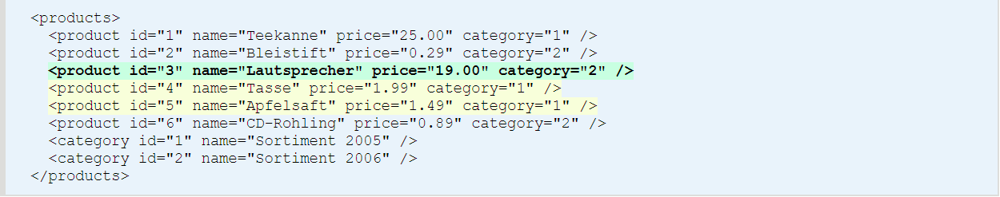 <products>
<product id="1" name="Teekanne" price="25.00" category="1" />
<product id="2" name="Bleistift" price="0.29" category="2" />
<product id="3" name="Lautsprecher" price="19.00" category="2" />
<product id="4" name="Tasse" price="1.99" category="1" />
<product id="5" name="Apfelsaft" price="1.49" category="1" />
<product id="6" name="CD-Rohling" price="0.89" category="2" />
<category id="1" name="Sortiment 2005" />
<category id="2" name="Sortiment 2006" />
</products>